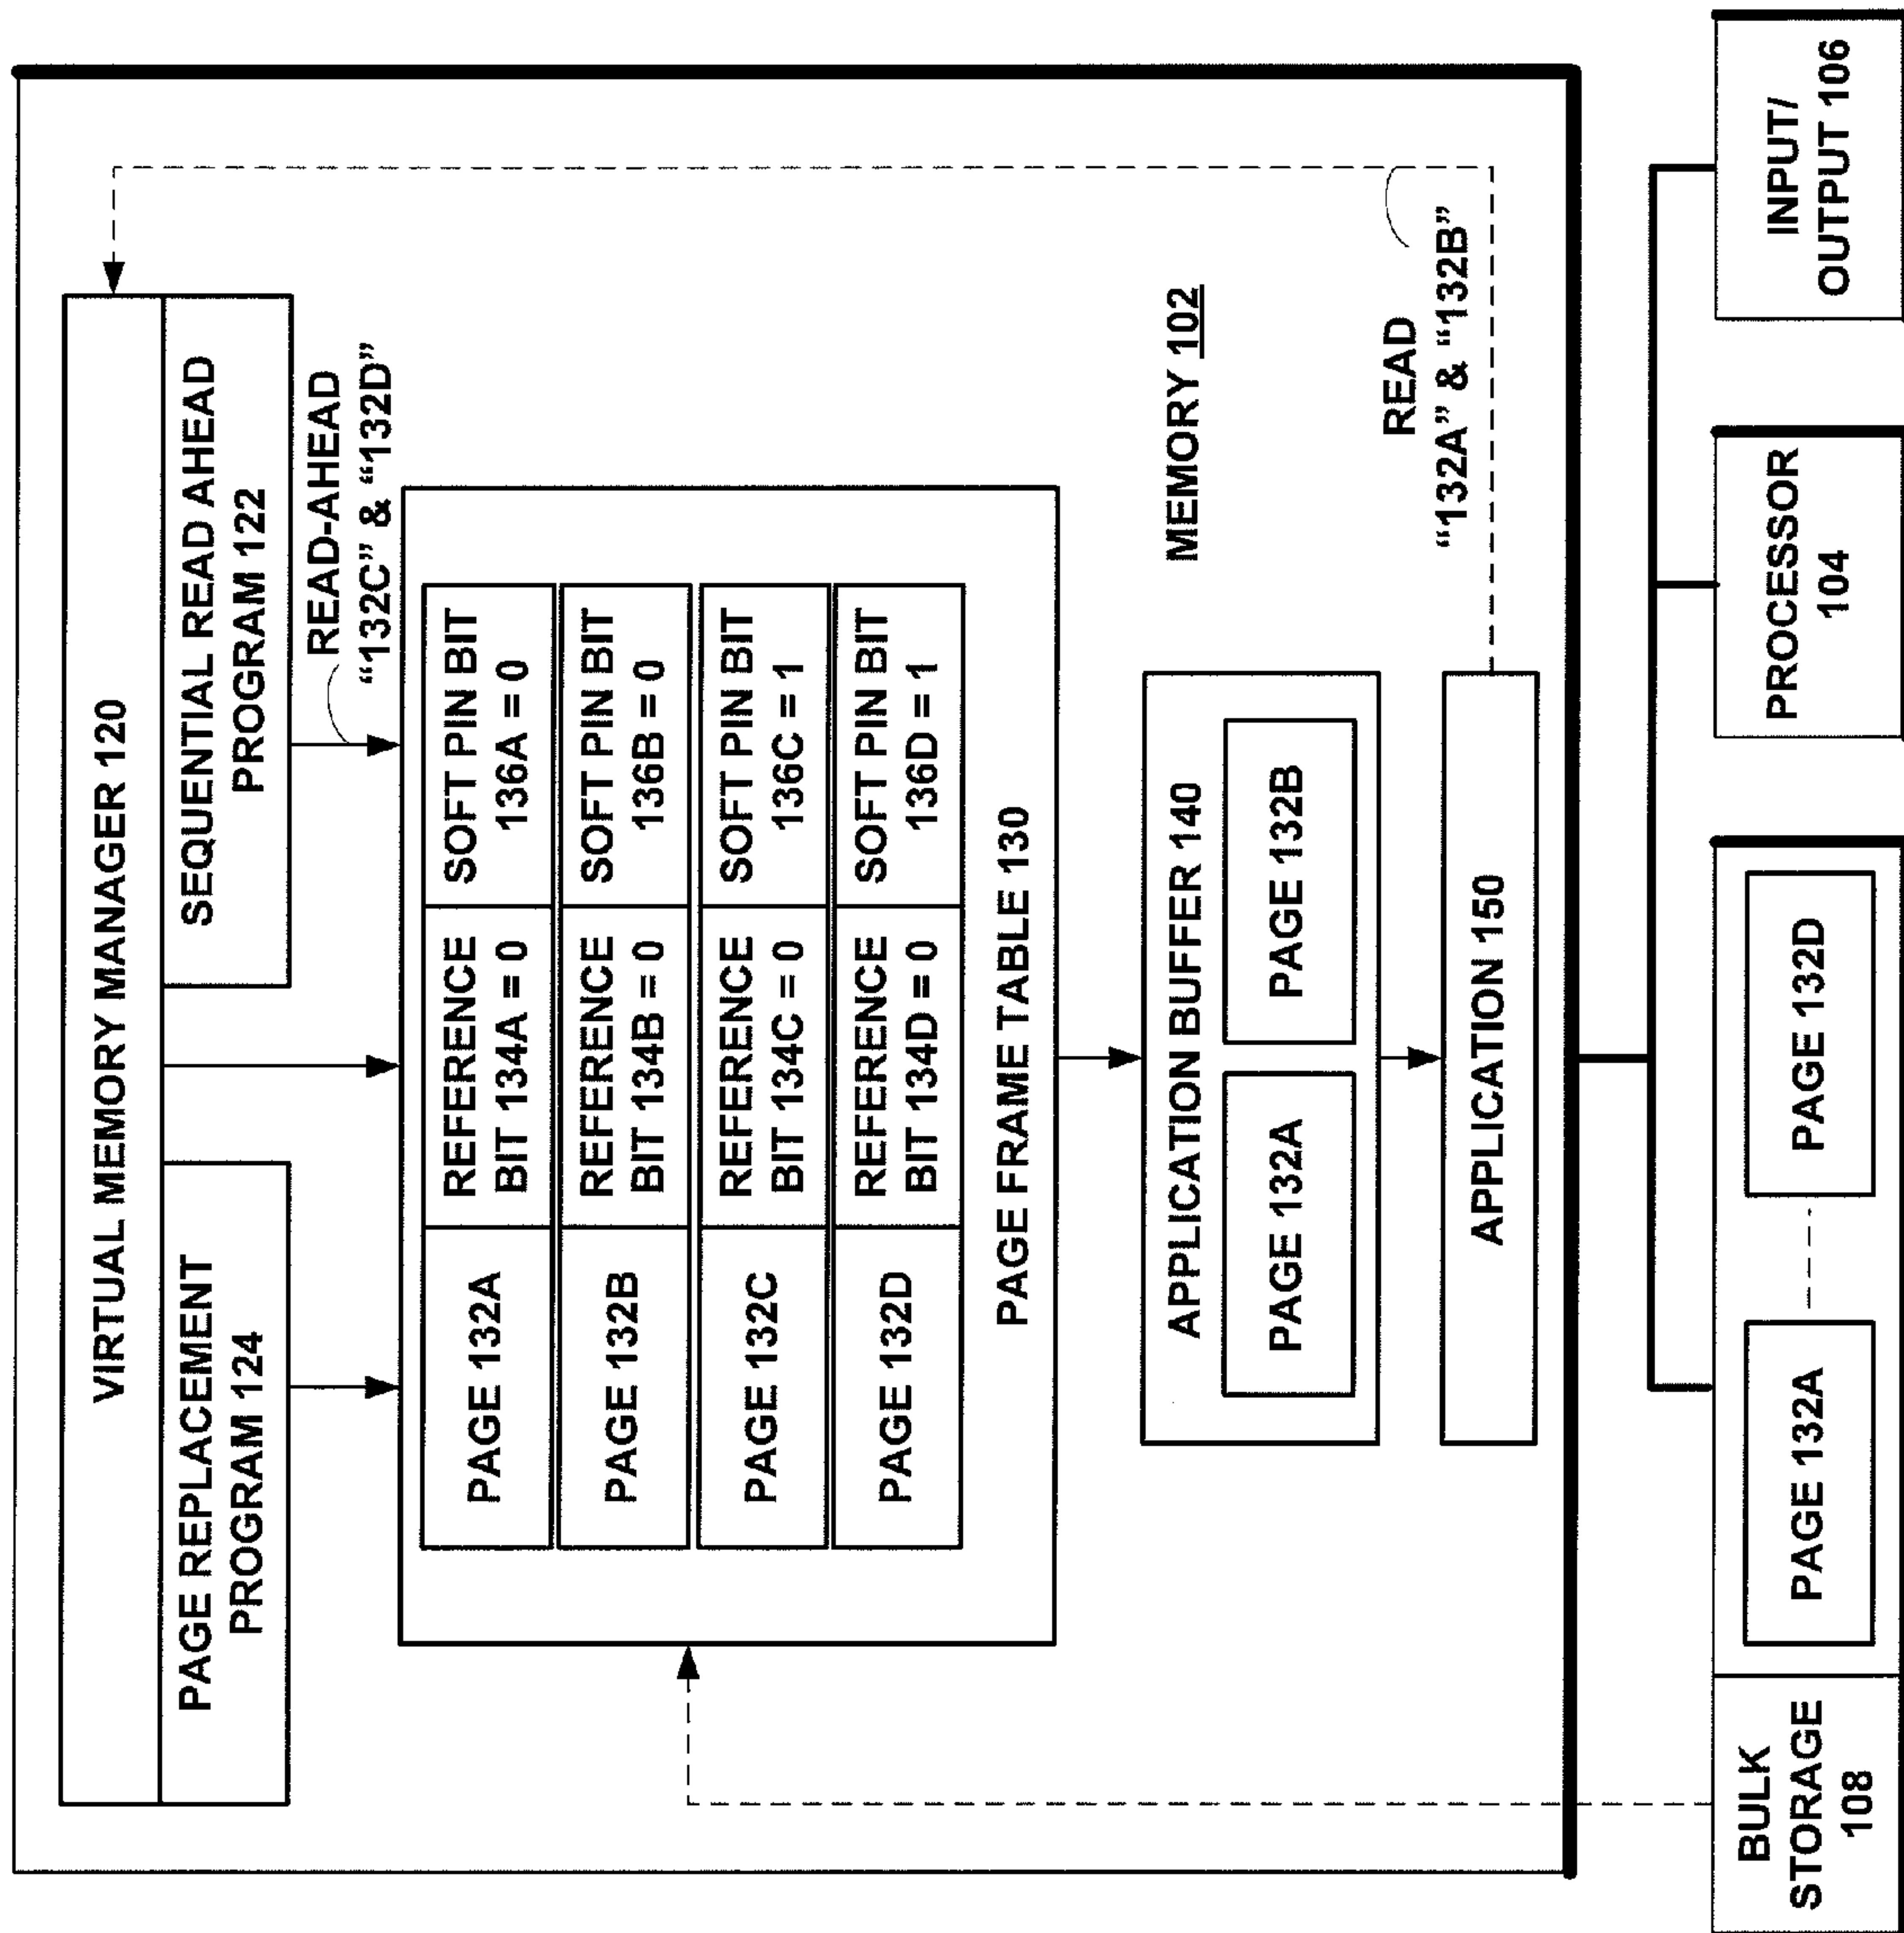 VIRTUAL MEMORY MANAGER 120
PAGE REPLACEMENT
PROGRAM 124
SEQUENTIAL READ AHEAD
PROGRAM 122
READ-AHEAD
“132C” & “132D”
PAGE 132A
REFERENCE
BIT 134A = 0
SOFT PIN BIT
136A = 0
PAGE 132B
REFERENCE
BIT 134B = 0
SOFT PIN BIT
136B = 0
PAGE 132C
REFERENCE
BIT 134C = 0
SOFT PIN BIT
136C = 1
PAGE 132D
REFERENCE
BIT 134D = 0
SOFT PIN BIT
136D = 1
PAGE FRAME TABLE 130
APPLICATION BUFFER 140
PAGE 132A
PAGE 132B
MEMORY 102
APPLICATION 150
READ
“132A” & “132B”
BULK
STORAGE
108
PAGE 132A
PAGE 132D
PROCESSOR
104
INPUT/
OUTPUT 106